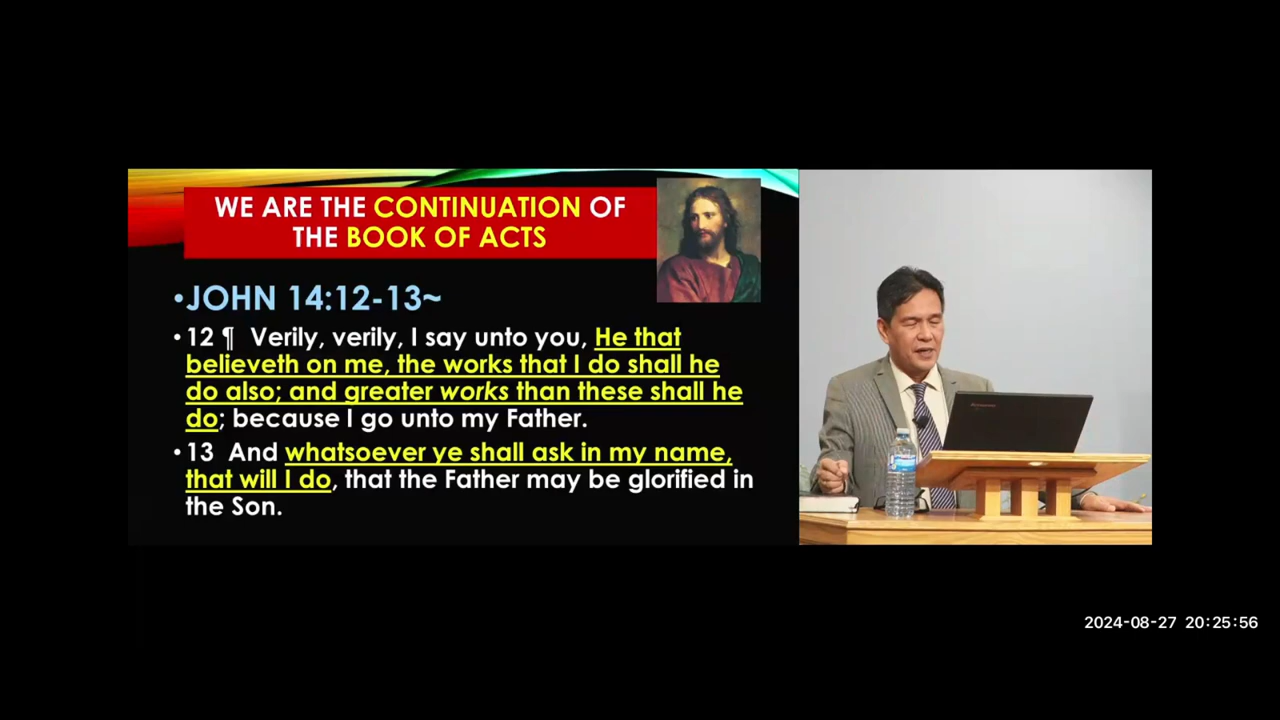 WE ARE THE CONTINUATION OF
THE BOOK OF ACTS
•JOHN 14:12-13~
•12 ¶ Verily, verily, I say unto you, He that
believeth on me, the works that I do shall he
do also; and greater works than these shall he
do; because I go unto my Father.
•13 And whatsoever ye shall ask in my name,
that will I do, that the Father may be glorified in
the Son.
2024-08-27 20:25:56